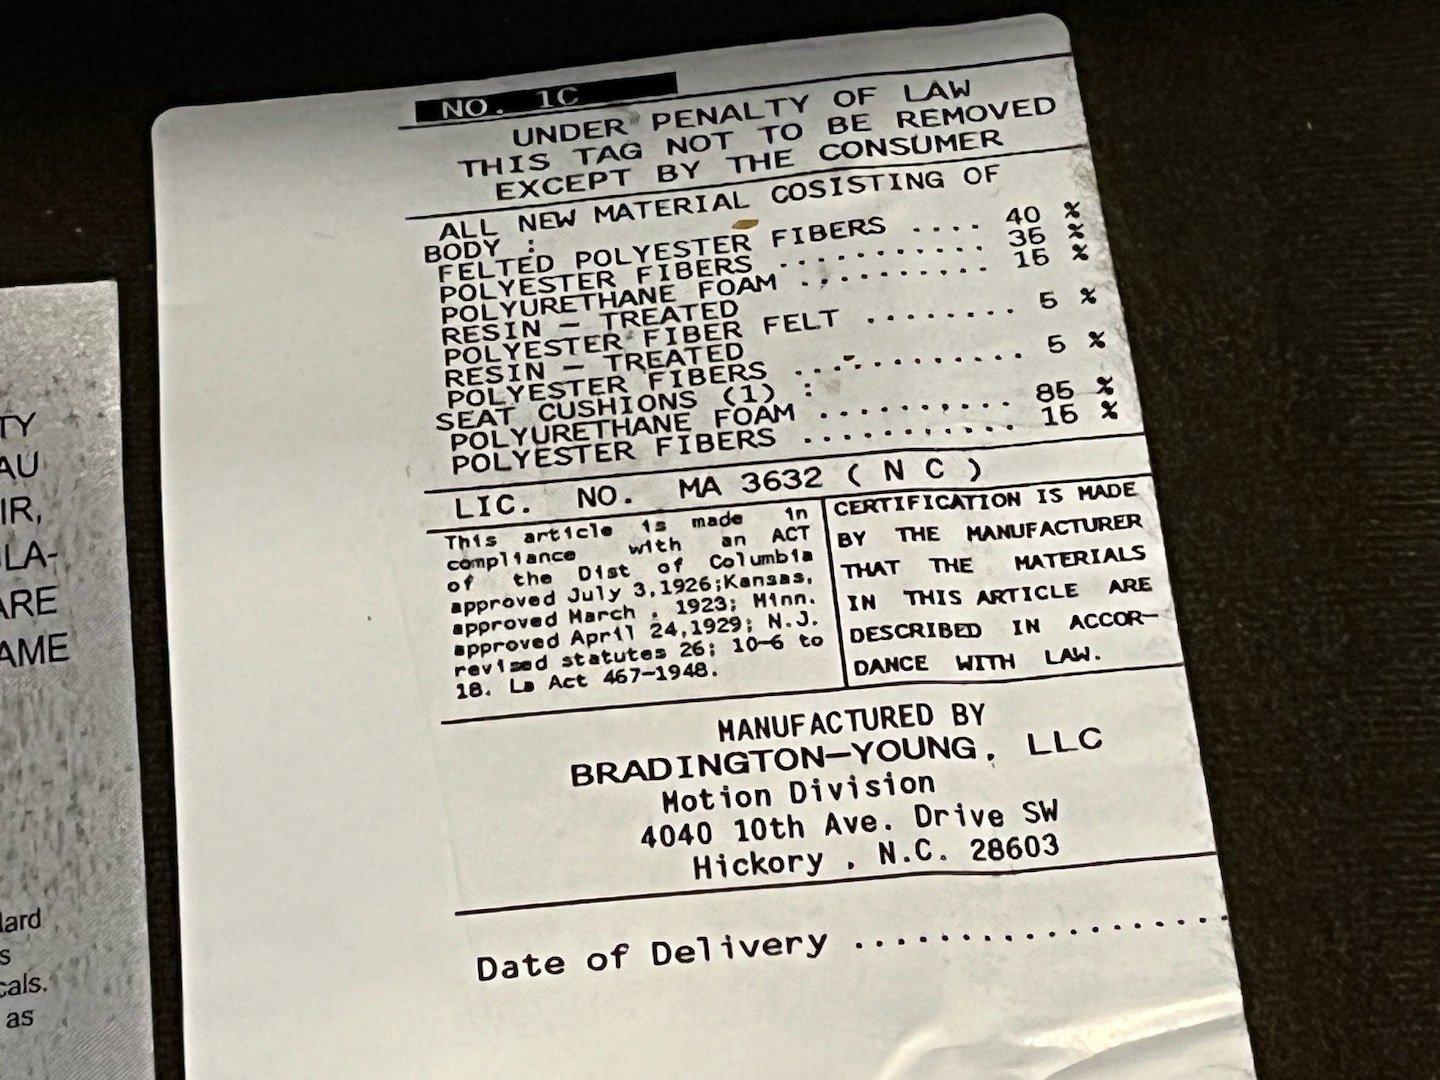 NO. 1C
UNDER PENALTY OF LAW
THIS TAG NOT TO BE REMOVED
EXCEPT BY THE CONSUMER
ALL NEW MATERIAL COSISTING OF
BODY :
FELTED POLYESTER FIBERS .... 40 %
POLYESTER FIBERS ........... 35 %
POLYURETHANE FOAM .......... 15 %
RESIN – TREATED
POLYESTER FIBER FELT ........ 5 %
RESIN – TREATED
POLYESTER FIBERS ............ 5 %
SEAT CUSHIONS (1) :
POLYURETHANE FOAM .......... 85 %
POLYESTER FIBERS ........... 15 %
LIC. NO. MA 3632 ( N C )
This article is made in
compliance with an ACT
of the Dist of Columbia
approved July 3,1926;Kansas,
approved March , 1923; Minn.
approved April 24,1929; N.J.
revised statutes 26; 10-6 to
18. La Act 467-1948.
CERTIFICATION IS MADE
BY THE MANUFACTURER
THAT THE MATERIALS
IN THIS ARTICLE ARE
DESCRIBED IN ACCOR-
DANCE WITH LAW.
MANUFACTURED BY
BRADINGTON-YOUNG, LLC
Motion Division
4040 10th Ave. Drive SW
Hickory , N.C. 28603
Date of Delivery .................
TY
AU
IR,
LA-
ARE
AME
lard
s
cals.
as